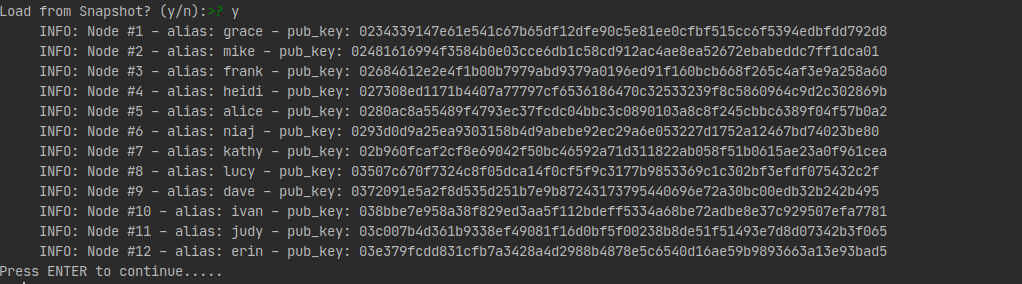 Load from Snapshot? (y/n):>? y
INFO: Node #1 – alias: grace – pub_key: 0234339147e61e541c67b65df12dfe90c5e81ee0cfbf515cc6f5394edbfdd792d8
INFO: Node #2 – alias: mike – pub_key: 02481616994f3584b0e03cce6db1c58cd912ac4ae8ea52672ebabeddc7ff1dca01
INFO: Node #3 – alias: frank – pub_key: 02684612e2e4f1b00b7979abd9379a0196ed91f160bcb668f265c4af3e9a258a60
INFO: Node #4 – alias: heidi – pub_key: 027308ed1171b4407a77797cf6536186470c32533239f8c5860964c9d2c302869b
INFO: Node #5 – alias: alice – pub_key: 0280ac8a55489f4793ec37fcdc04bbc3c0890103a8c8f245cbbc6389f04f57b0a2
INFO: Node #6 – alias: niaj – pub_key: 0293d0d9a25ea9303158b4d9abebe92ec29a6e053227d1752a12467bd74023be80
INFO: Node #7 – alias: kathy – pub_key: 02b960fcaf2cf8e69042f50bc46592a71d311822ab058f51b0615ae23a0f961cea
INFO: Node #8 – alias: lucy – pub_key: 03507c670f7324c8f05dca14f0cf5f9c3177b9853369c1c302bf3efdf075432c2f
INFO: Node #9 – alias: dave – pub_key: 0372091e5a2f8d535d251b7e9b87243173795440696e72a30bc00edb32b242b495
INFO: Node #10 – alias: ivan – pub_key: 038bbe7e958a38f829ed3aa5f112bdeff5334a68be72adbe8e37c929507efa7781
INFO: Node #11 – alias: judy – pub_key: 03c007b4d361b9338ef49081f16d0bf5f00238b8de51f51493e7d8d07342b3f065
INFO: Node #12 – alias: erin – pub_key: 03e379fcdd831cfb7a3428a4d2988b4878e5c6540d16ae59b9893663a13e93bad5
Press ENTER to continue.....